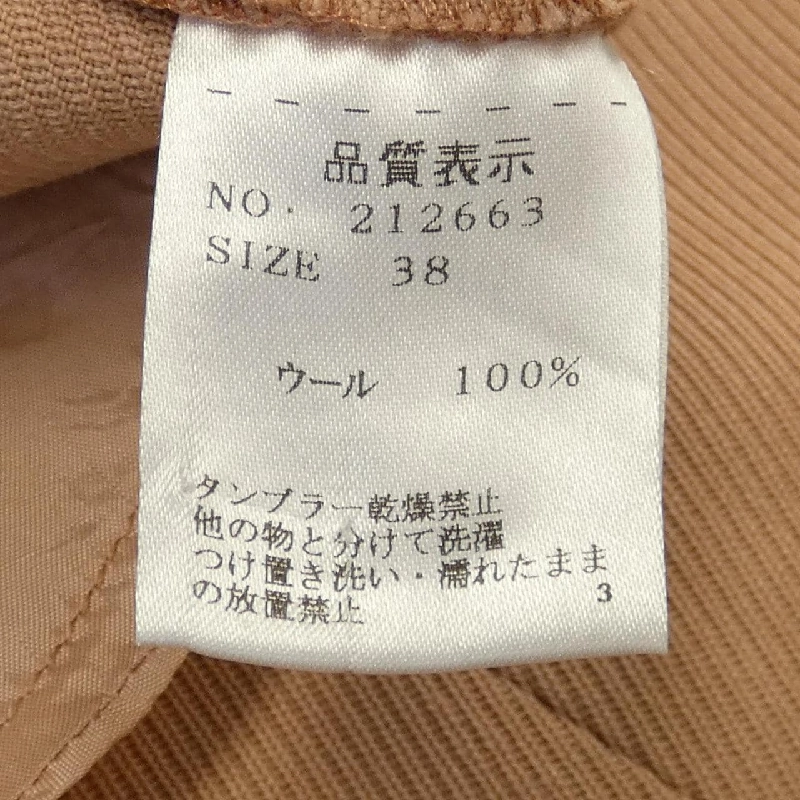 品質表示
NO. 212663
SIZE 38
ウール 100%
タンブラー乾燥禁止
他の物と分けて洗濯
つけ置き洗い・濡れたまま
の放置禁止
3